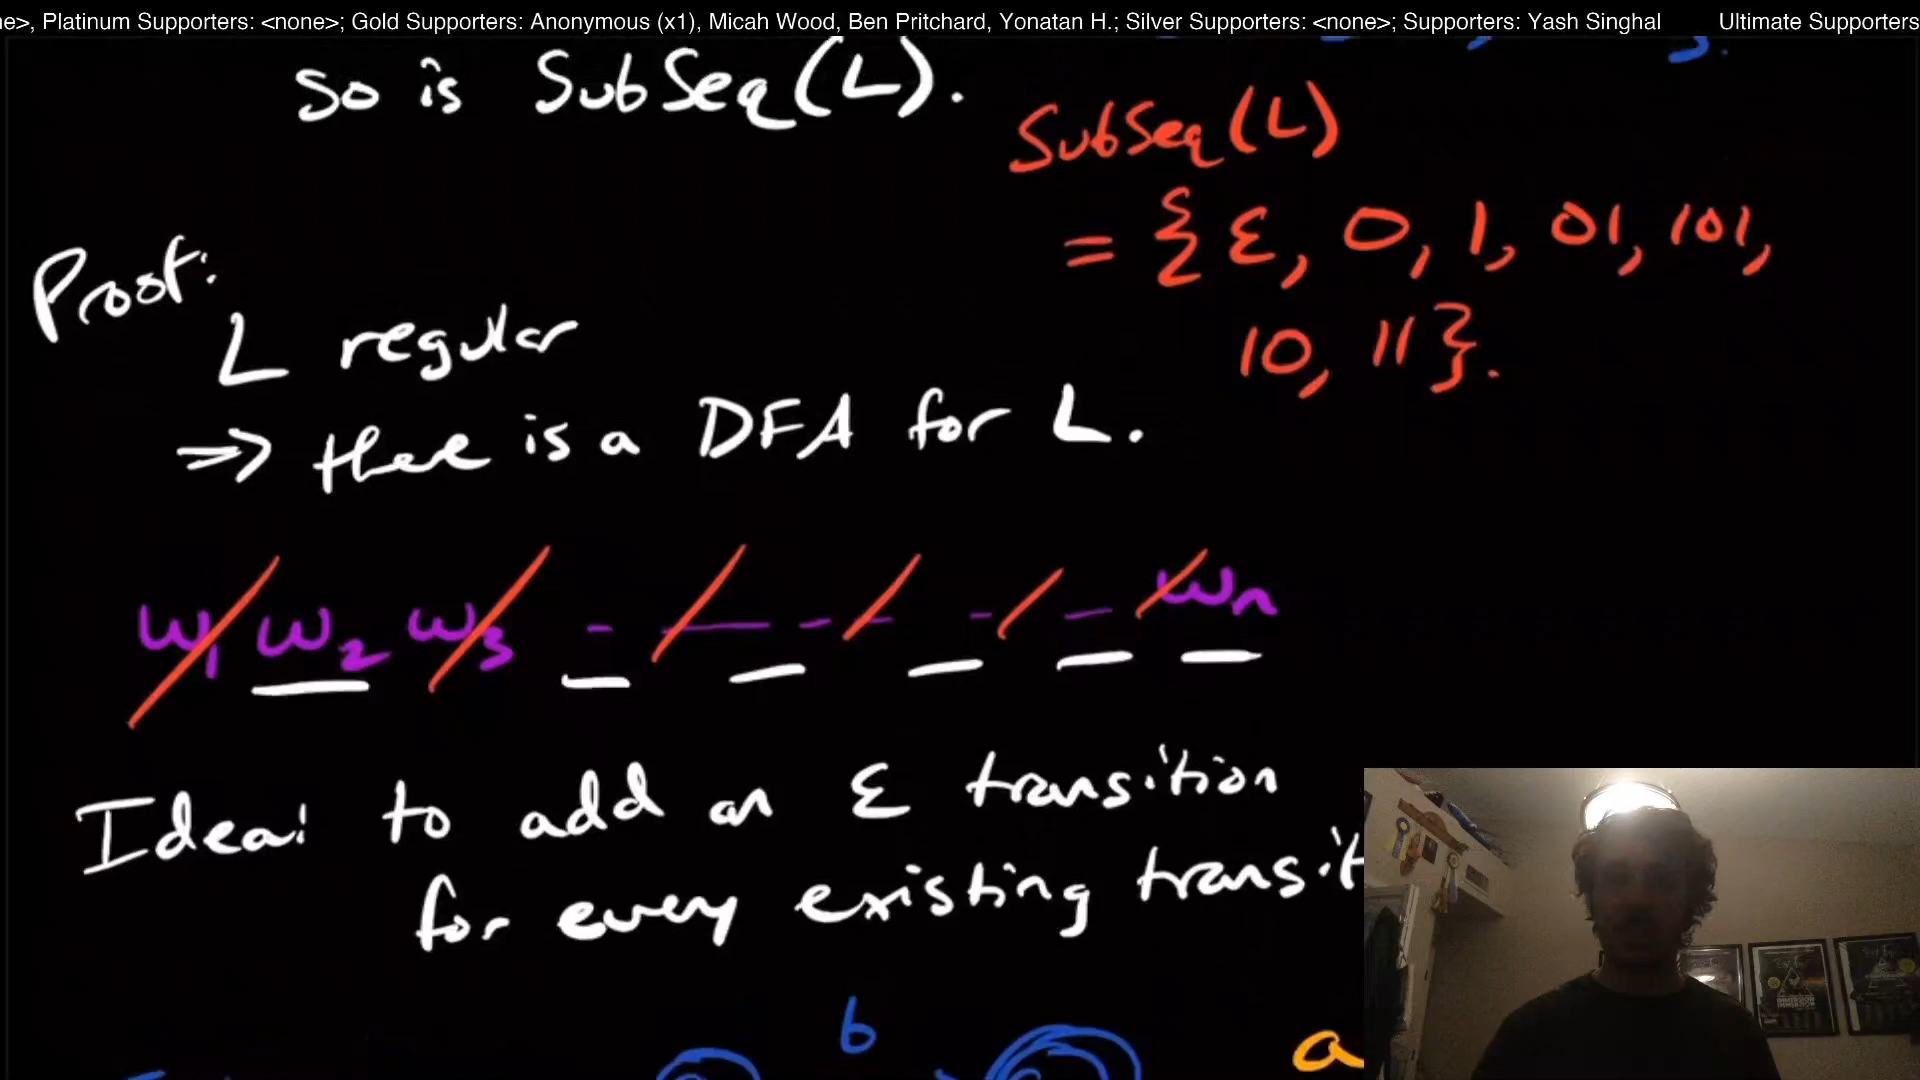 e>, Platinum Supporters: <none>; Gold Supporters: Anonymous (x1), Micah Wood, Ben Pritchard, Yonatan H.; Silver Supporters: <none>; Supporters: Yash Singhal Ultimate Supporters
so is SubSeq(L).
SubSeq(L)
= {ε, 0, 1, 01, 101,
10, 11}.
Proof:
L regular
⇒ there is a DFA for L.
w1 w2 w3 - — - - - - wn
Idea: to add an ε transition
for every existing transit
b
a